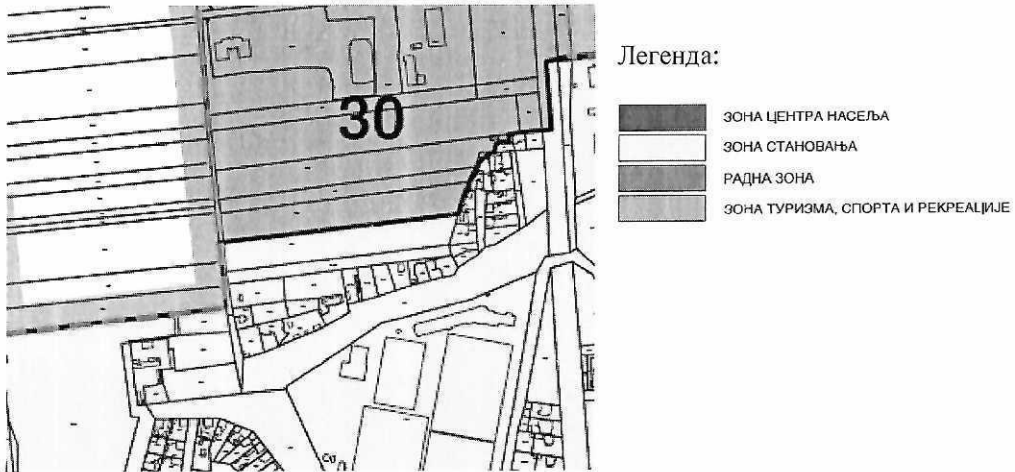 30
Легенда:
ЗОНА ЦЕНТРА НАСЕЉА
ЗОНА СТАНОВАЊА
РАДНА ЗОНА
ЗОНА ТУРИЗМА, СПОРТА И РЕКРЕАЦИЈЕ